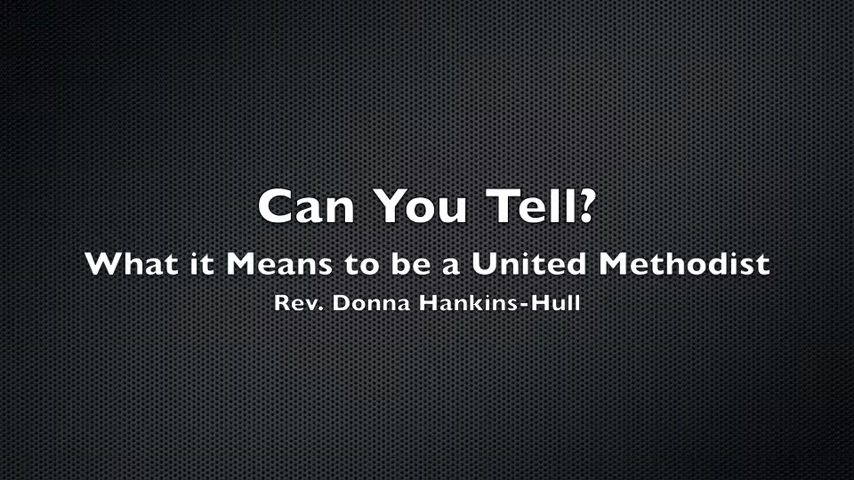 Can You Tell?
What it Means to be a United Methodist
Rev. Donna Hankins-Hull